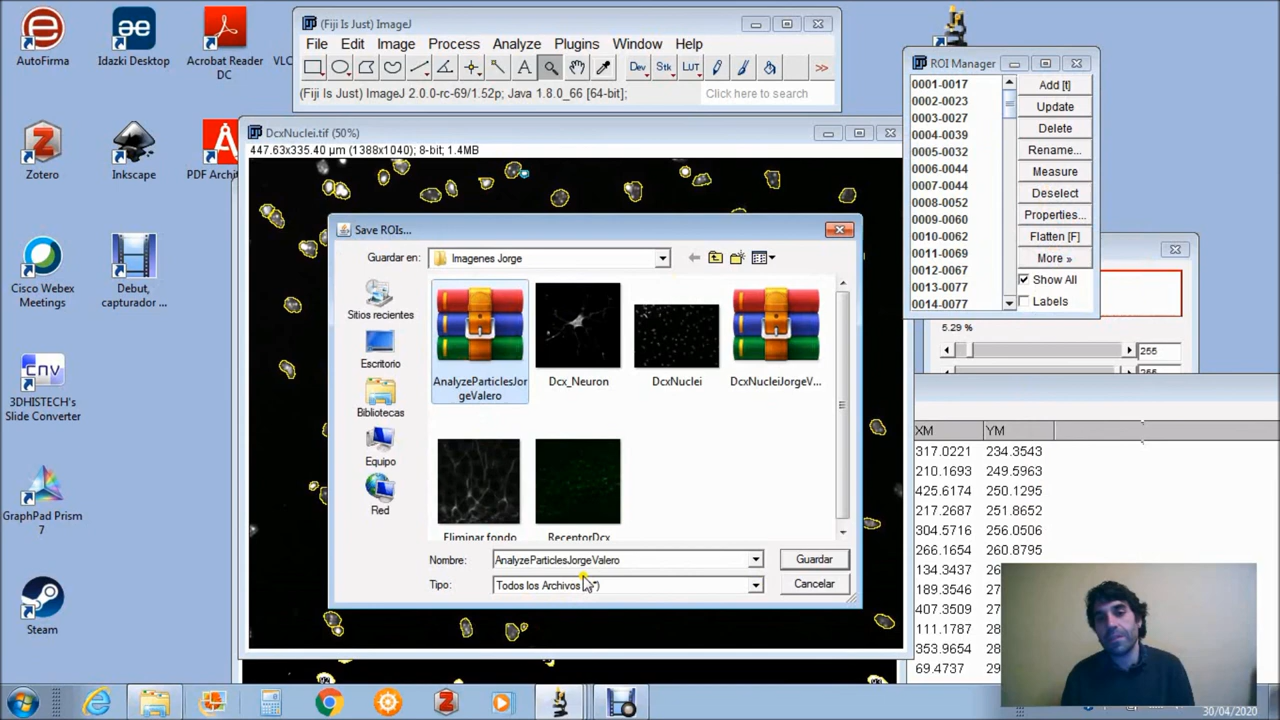 AutoFirma
Idazki Desktop
Acrobat Reader
DC
VLC
Zotero
Inkscape
PDF Archit
Cisco Webex
Meetings
Debut,
capturador ...
3DHISTECH's
Slide Converter
GraphPad Prism
7
Steam
(Fiji Is Just) ImageJ
File Edit Image Process Analyze Plugins Window Help
Dev Stk LUT
(Fiji Is Just) ImageJ 2.0.0-rc-69/1.52p; Java 1.8.0_66 [64-bit];
Click here to search
DcxNuclei.tif (50%)
447.63x335.40 µm (1388x1040); 8-bit; 1.4MB
Save ROIs...
Guardar en:
Imagenes Jorge
Sitios recientes
Escritorio
Bibliotecas
Equipo
Red
AnalyzeParticlesJor
geValero
Dcx_Neuron
DcxNuclei
DcxNucleiJorgeV...
Eliminar fondo
ReceptorDcx
Nombre:
AnalyzeParticlesJorgeValero
Guardar
Tipo:
Todos los Archivos
Cancelar
ROI Manager
0001-0017
0002-0023
0003-0027
0004-0039
0005-0032
0006-0044
0007-0044
0008-0052
0009-0060
0010-0062
0011-0069
0012-0067
0013-0077
0014-0077
Add [t]
Update
Delete
Rename...
Measure
Deselect
Properties...
Flatten [F]
More »
Show All
Labels
5.29 %
255
XM YM
317.0221 234.3543
210.1693 249.5963
425.6174 250.1295
217.2687 251.8652
304.5716 256.0506
266.1654 260.8795
134.3437
189.3546
407.3509
111.1787
353.9654
69.4737
30/04/2020